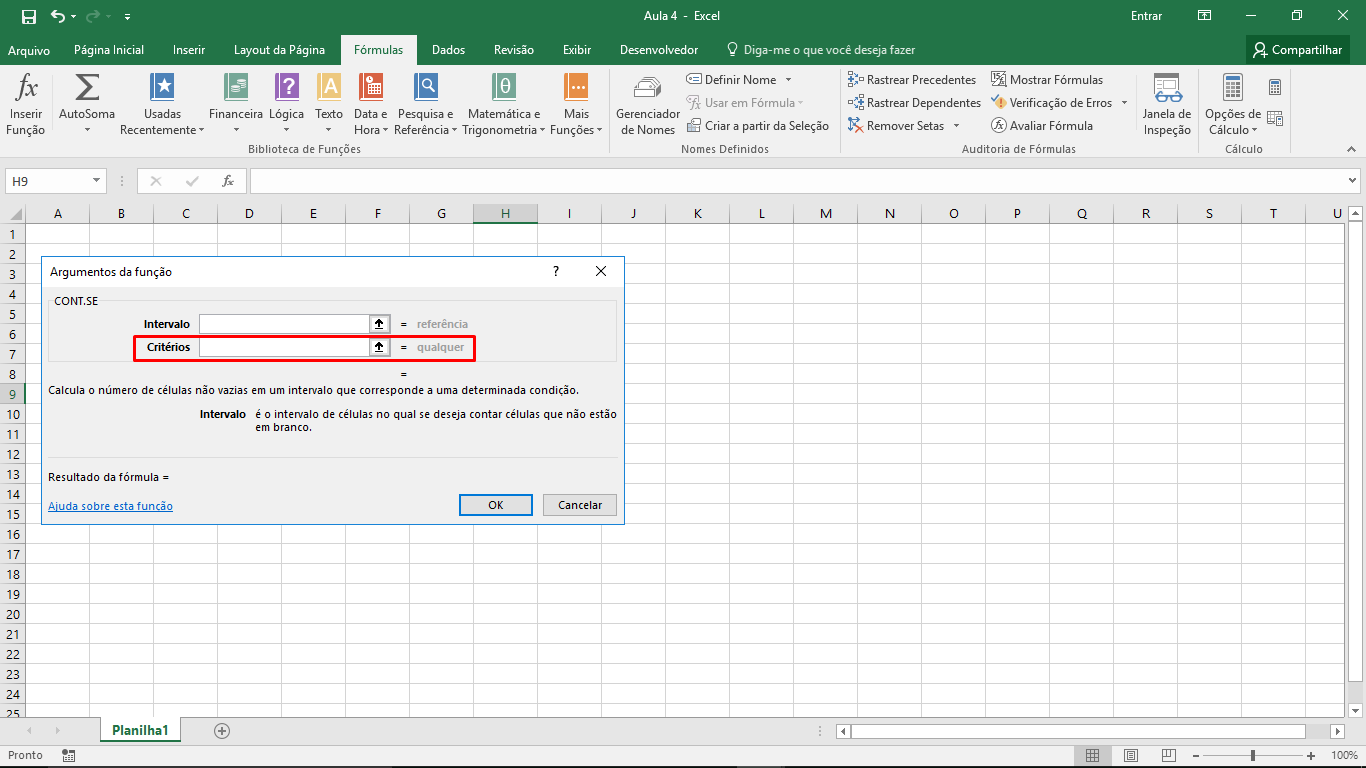 Aula 4 - Excel
Entrar
Arquivo
Página Inicial
Inserir
Layout da Página
Fórmulas
Dados
Revisão
Exibir
Desenvolvedor
Diga-me o que você deseja fazer
Compartilhar
Inserir Função
AutoSoma
Usadas Recentemente
Financeira
Lógica
Texto
Data e Hora
Pesquisa e Referência
Matemática e Trigonometria
Mais Funções
Biblioteca de Funções
Gerenciador de Nomes
Definir Nome
Usar em Fórmula
Criar a partir da Seleção
Nomes Definidos
Rastrear Precedentes
Rastrear Dependentes
Remover Setas
Mostrar Fórmulas
Verificação de Erros
Avaliar Fórmula
Auditoria de Fórmulas
Janela de Inspeção
Opções de Cálculo
Cálculo
H9
fx
A B C D E F G H I J K L M N O P Q R S T U
1
2
3
4
5
6
7
8
9
10
11
12
13
14
15
16
17
18
19
20
21
22
23
24
25
Argumentos da função
?
CONT.SE
Intervalo = referência
Critérios = qualquer
=
Calcula o número de células não vazias em um intervalo que corresponde a uma determinada condição.
Intervalo é o intervalo de células no qual se deseja contar células que não estão
em branco.
Resultado da fórmula =
Ajuda sobre esta função
OK
Cancelar
Planilha1
Pronto
100%